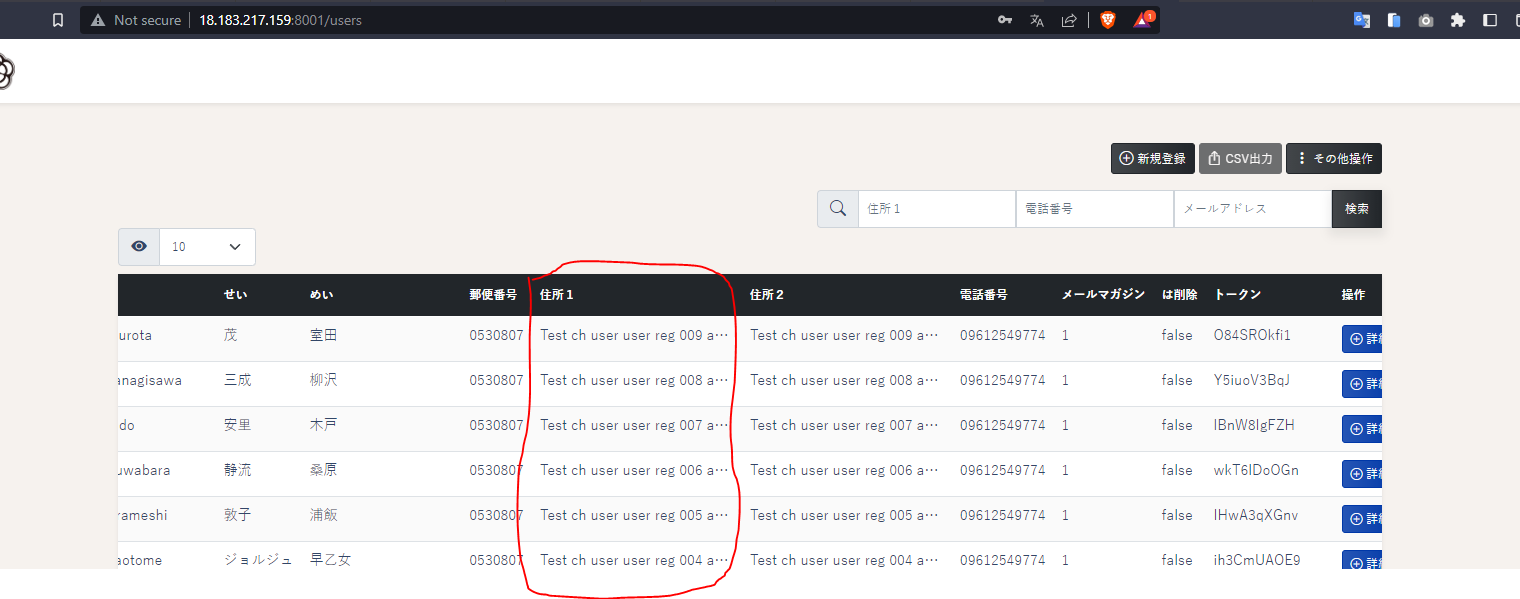 Not secure 18.183.217.159:8001/users 1
新規登録 CSV出力 その他操作
住所１ 電話番号 メールアドレス 検索
10
せい めい 郵便番号 住所１ 住所２ 電話番号 メールマガジン は削除 トークン 操作
urota 茂 室田 0530807 Test ch user user reg 009 a… Test ch user user reg 009 a… 09612549774 1 false O84SROkfi1 詳
anagisawa 三成 柳沢 0530807 Test ch user user reg 008 a… Test ch user user reg 008 a… 09612549774 1 false Y5iuoV3BqJ 詳
do 安里 木戸 0530807 Test ch user user reg 007 a… Test ch user user reg 007 a… 09612549774 1 false IBnW8IgFZH 詳
uwabara 静流 桑原 0530807 Test ch user user reg 006 a… Test ch user user reg 006 a… 09612549774 1 false wkT6IDoOGn 詳
rameshi 敦子 浦飯 0530807 Test ch user user reg 005 a… Test ch user user reg 005 a… 09612549774 1 false IHwA3qXGnv 詳
aotome ジョルジュ 早乙女 0530807 Test ch user user reg 004 a… Test ch user user reg 004 a… 09612549774 1 false ih3CmUAOE9 詳